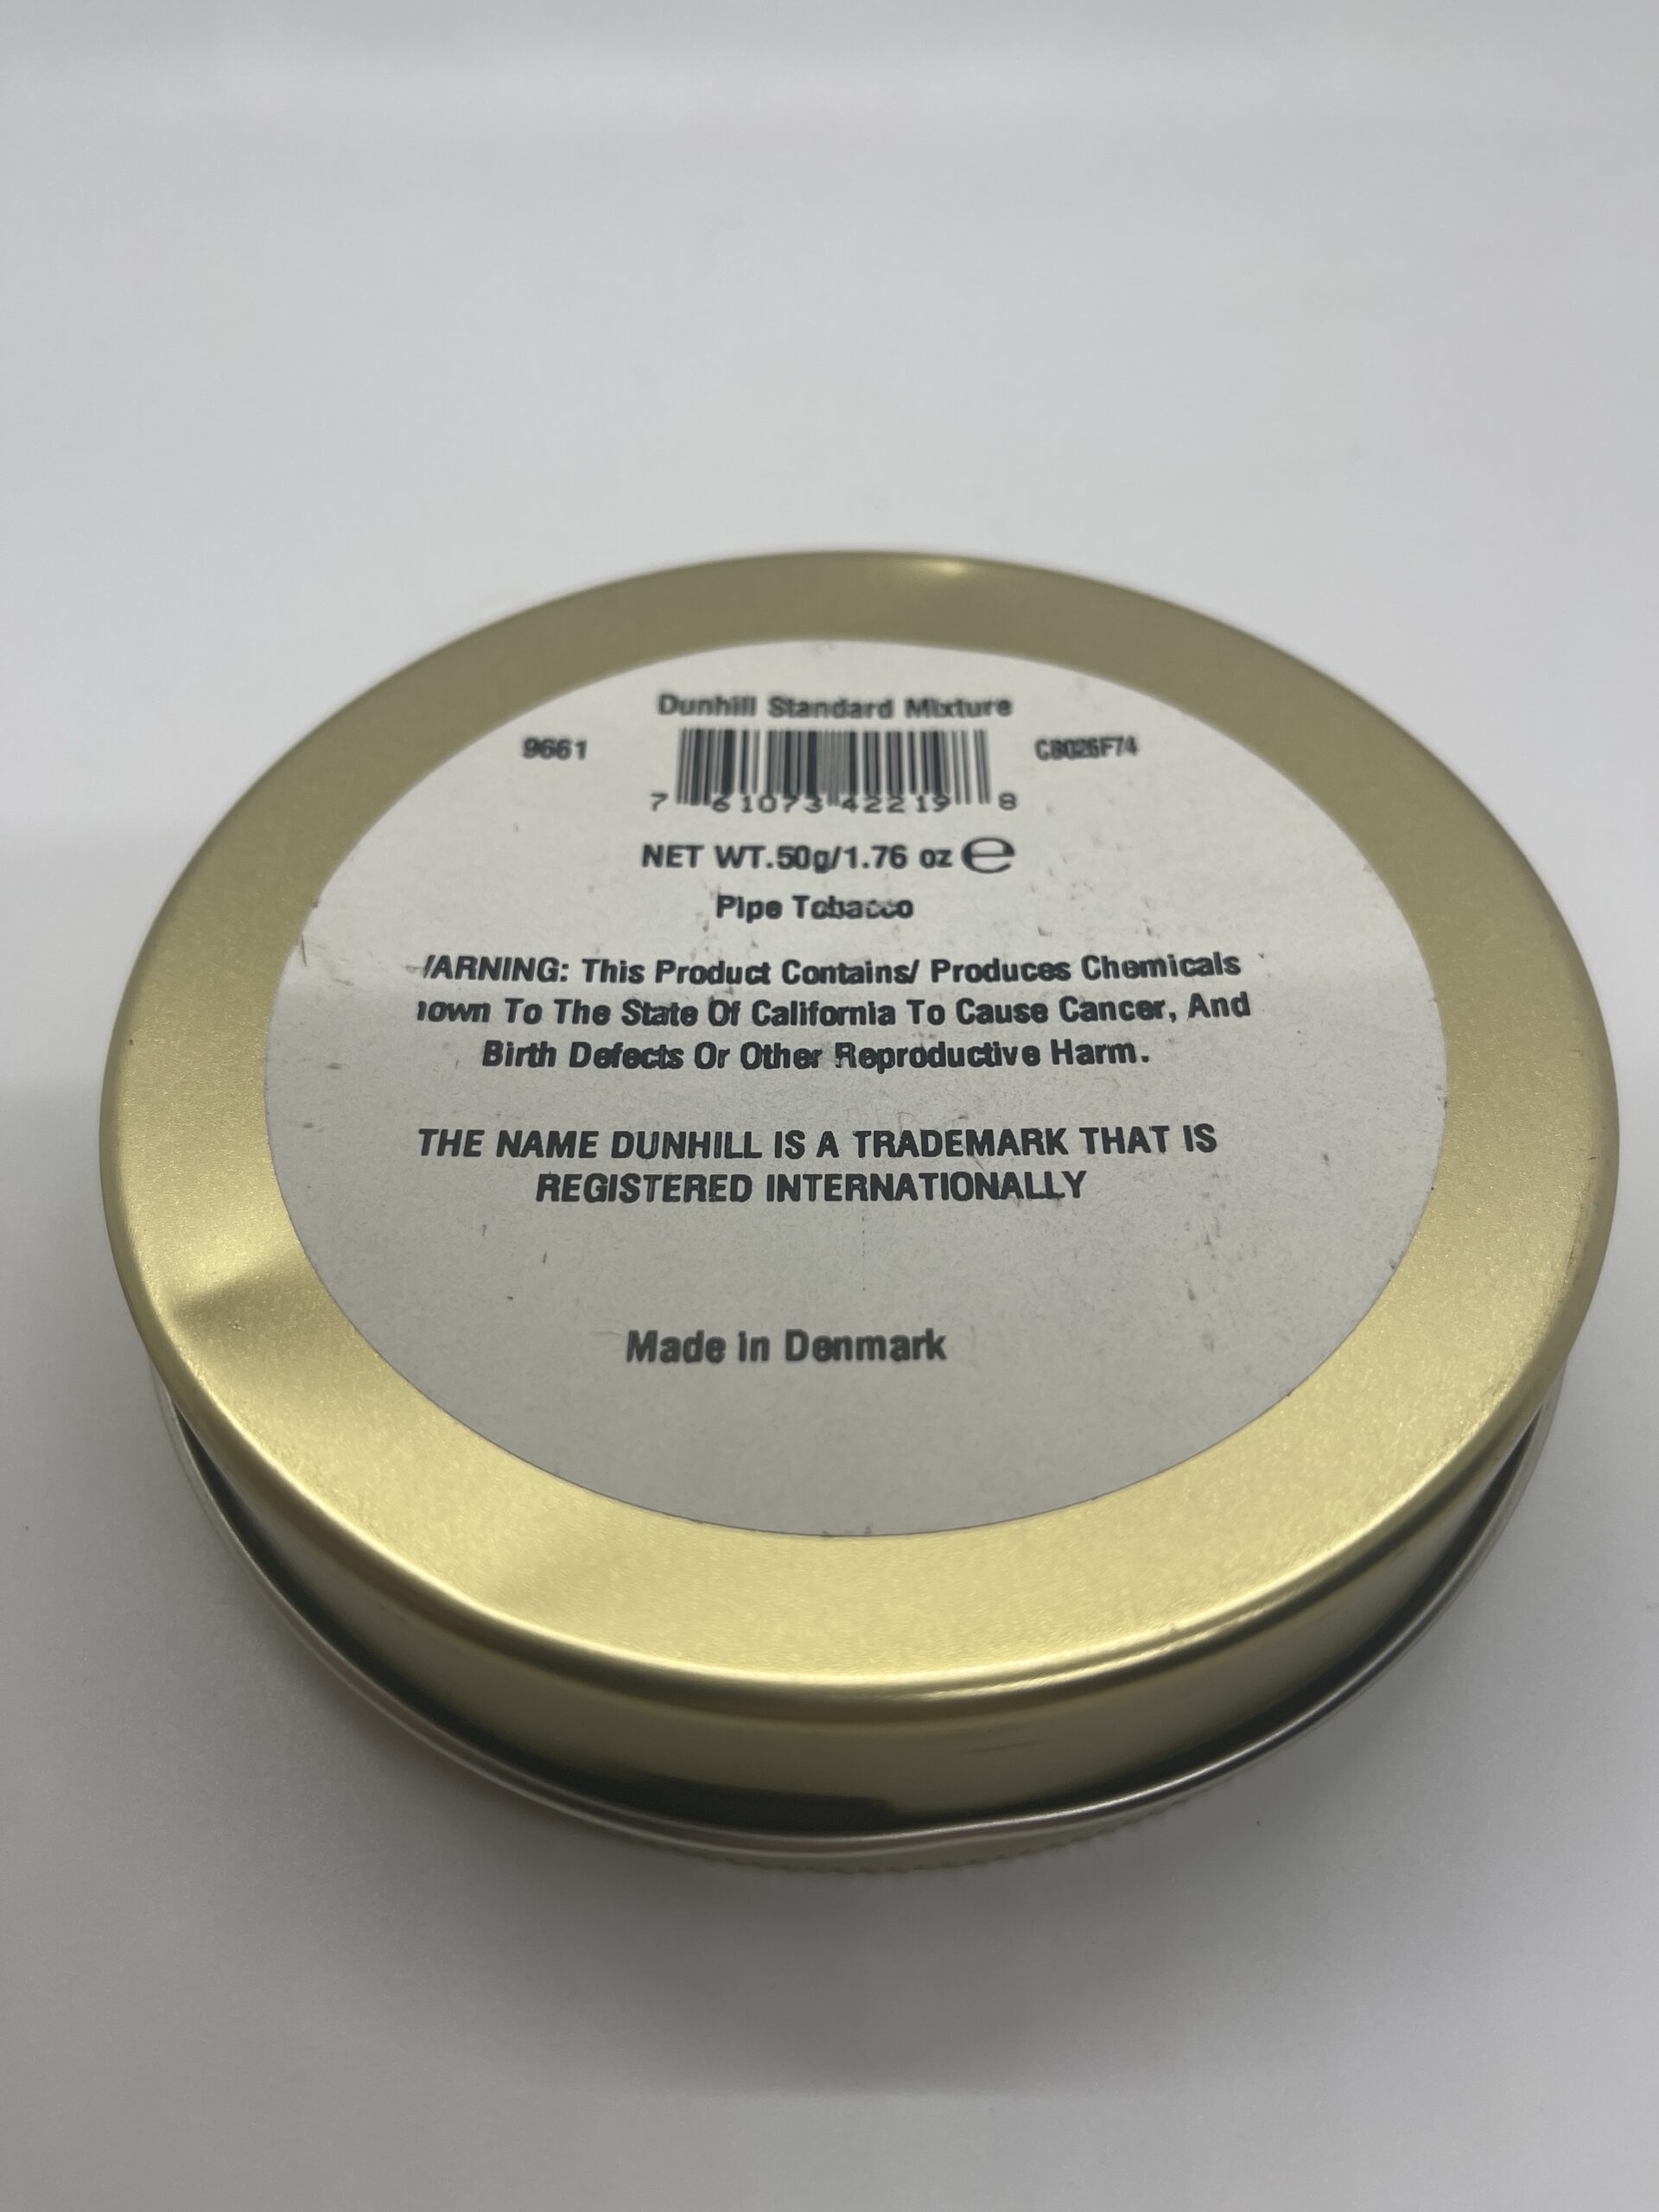 Dunhill Standard Mixture
9661
CB026F74
7 61073 42219 8
NET WT.50g/1.76 oz e
Pipe Tobacco
ARNING: This Product Contains/ Produces Chemicals
own To The State Of California To Cause Cancer, And
Birth Defects Or Other Reproductive Harm.
THE NAME DUNHILL IS A TRADEMARK THAT IS
REGISTERED INTERNATIONALLY
Made In Denmark